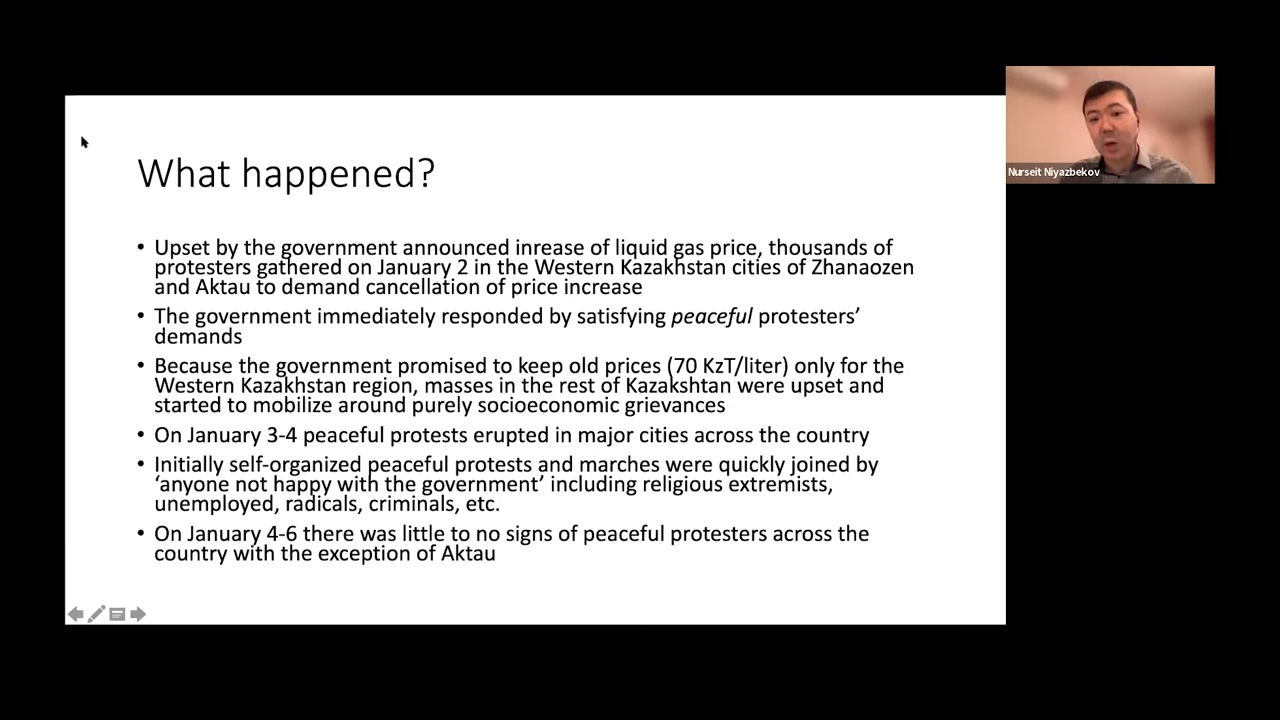 What happened?
• Upset by the government announced inrease of liquid gas price, thousands of
protesters gathered on January 2 in the Western Kazakhstan cities of Zhanaozen
and Aktau to demand cancellation of price increase
• The government immediately responded by satisfying peaceful protesters’
demands
• Because the government promised to keep old prices (70 KzT/liter) only for the
Western Kazakhstan region, masses in the rest of Kazakshtan were upset and
started to mobilize around purely socioeconomic grievances
• On January 3-4 peaceful protests erupted in major cities across the country
• Initially self-organized peaceful protests and marches were quickly joined by
‘anyone not happy with the government’ including religious extremists,
unemployed, radicals, criminals, etc.
• On January 4-6 there was little to no signs of peaceful protesters across the
country with the exception of Aktau
Nurseit Niyazbekov